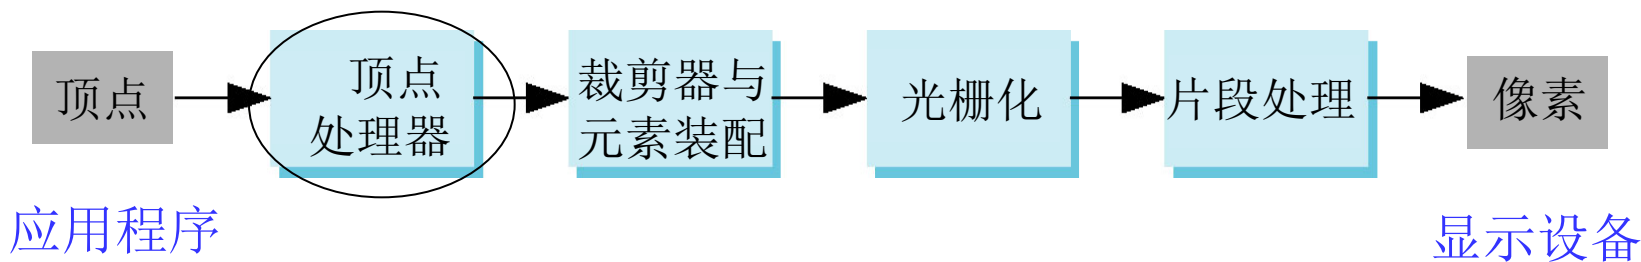 顶点
顶点
处理器
裁剪器与
元素装配
光栅化
片段处理
像素
应用程序
显示设备